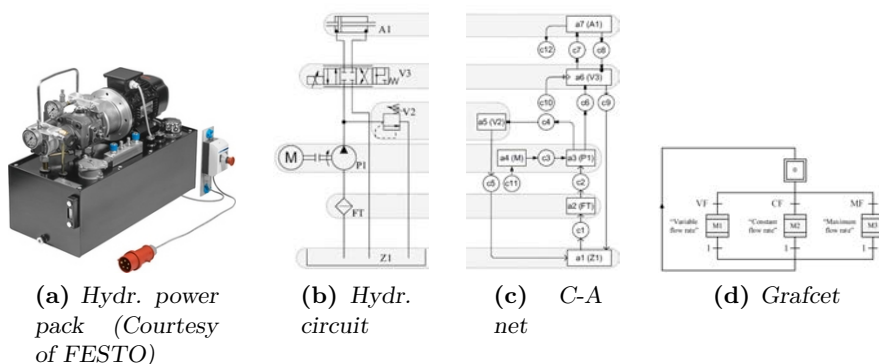 A1
V3
V2
M
P1
FT
Z1
a7 (A1)
c12
c7
c8
a6 (V3)
c10
c6
c9
a5 (V2)
c4
a4 (M)
c3
a3 (P1)
c5
c11
c2
a2 (FT)
c1
a1 (Z1)
VF
CF
MF
"Variable flow rate"
M1
"Constant flow rate"
M2
"Maximum flow rate"
M3
1
1
1
(a) Hydr. power
pack (Courtesy
of FESTO)
(b) Hydr.
circuit
(c) C-A
net
(d) Grafcet